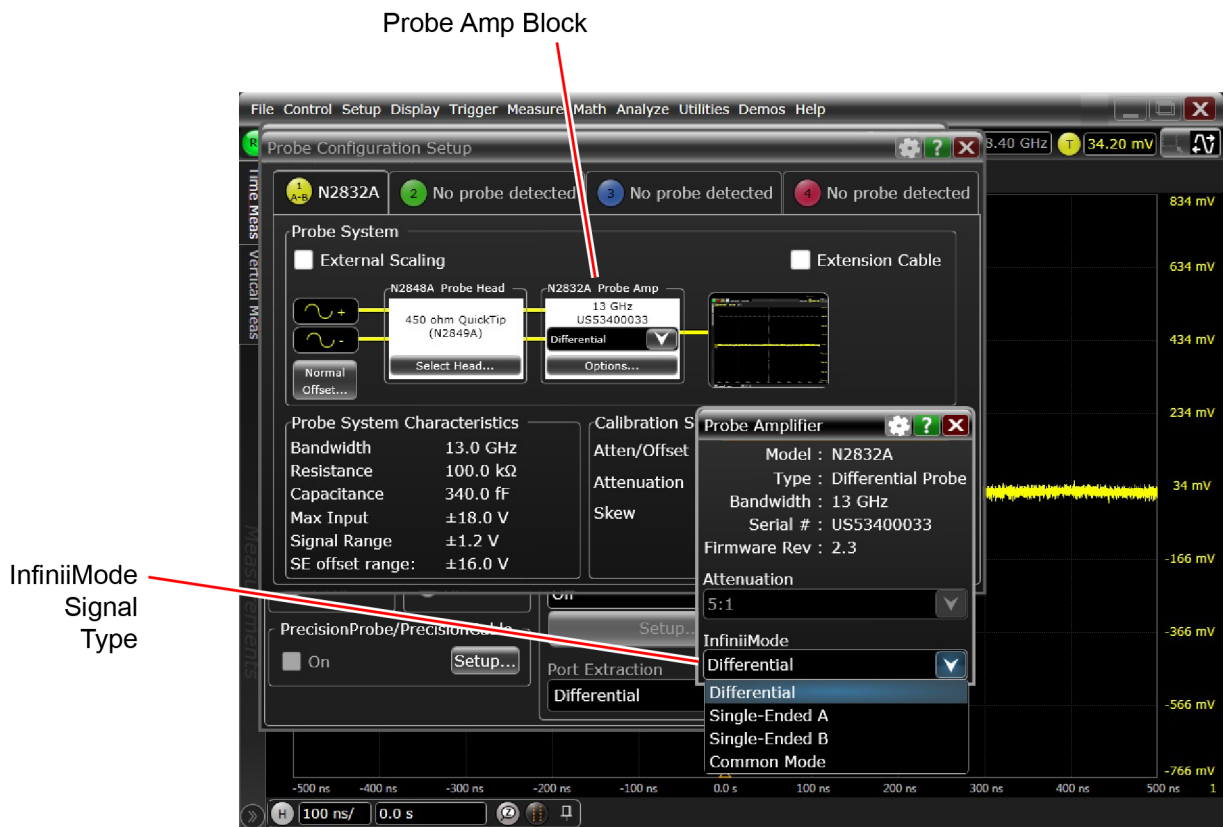 Probe Amp Block
File Control Setup Display Trigger Measure Math Analyze Utilities Demos Help
Probe Configuration Setup
?
8.40 GHz
T
34.20 mV
Time Meas
Vertical Meas
Measurements
1
A-B
N2832A
2
No probe detected
3
No probe detected
4
No probe detected
Probe System
External Scaling
Extension Cable
N2848A Probe Head
450 ohm QuickTip
(N2849A)
Select Head...
N2832A Probe Amp
13 GHz
US53400033
Differential
Options...
+
-
Normal
Offset...
Probe System Characteristics
Bandwidth 13.0 GHz
Resistance 100.0 kΩ
Capacitance 340.0 fF
Max Input ±18.0 V
Signal Range ±1.2 V
SE offset range: ±16.0 V
Calibration S
Atten/Offset
Attenuation
Skew
Probe Amplifier
?
Model : N2832A
Type : Differential Probe
Bandwidth : 13 GHz
Serial # : US53400033
Firmware Rev : 2.3
Attenuation
5:1
InfiniiMode
Differential
Differential
Single-Ended A
Single-Ended B
Common Mode
InfiniiMode
Signal
Type
PrecisionProbe/PrecisionCable
On
Setup...
Setup..
Port Extraction
Differential
834 mV
634 mV
434 mV
234 mV
34 mV
-166 mV
-366 mV
-566 mV
-766 mV
-500 ns -400 ns -300 ns -200 ns -100 ns 0.0 s 100 ns 200 ns 300 ns 400 ns 500 ns 1
H 100 ns/ 0.0 s